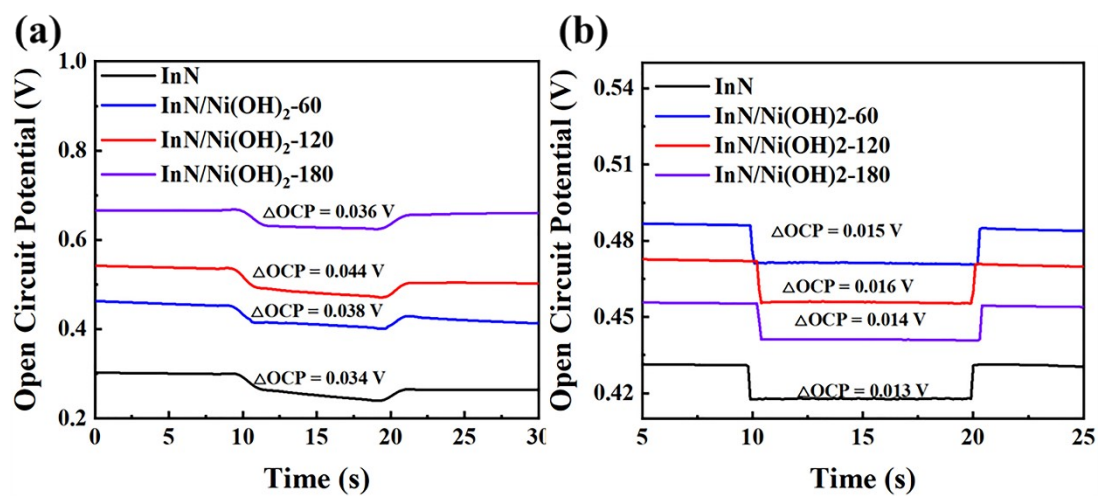 (a)
Open Circuit Potential (V)
1.0
0.8
0.6
0.4
0.2
InN
InN/Ni(OH)₂-60
InN/Ni(OH)₂-120
InN/Ni(OH)₂-180
△OCP = 0.036 V
△OCP = 0.044 V
△OCP = 0.038 V
△OCP = 0.034 V
0 5 10 15 20 25 30
Time (s)
(b)
Open Circuit Potential (V)
0.54
0.51
0.48
0.45
0.42
InN
InN/Ni(OH)2-60
InN/Ni(OH)2-120
InN/Ni(OH)2-180
△OCP = 0.015 V
△OCP = 0.016 V
△OCP = 0.014 V
△OCP = 0.013 V
5 10 15 20 25
Time (s)